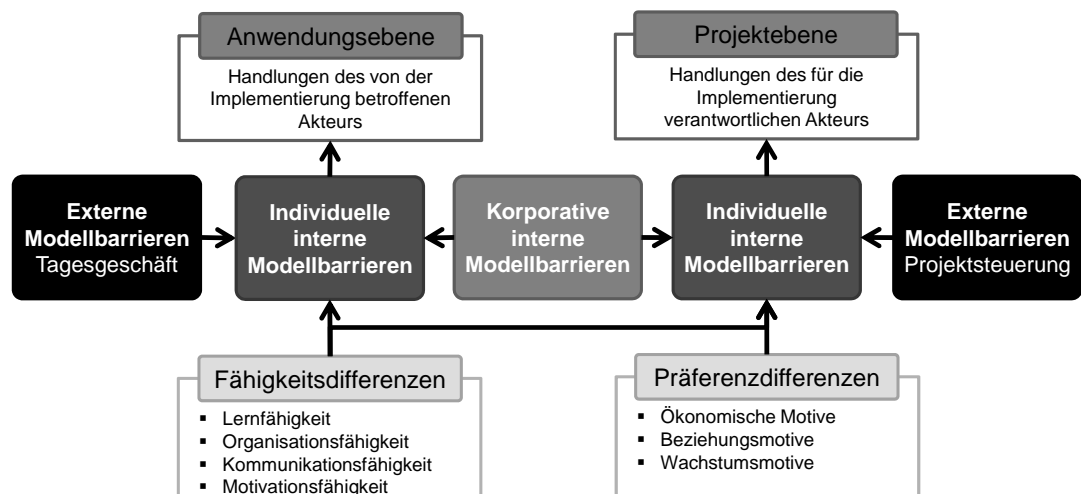 Anwendungsebene
Handlungen des von der
Implementierung betroffenen
Akteurs
Projektebene
Handlungen des für die
Implementierung
verantwortlichen Akteurs
Externe
Modellbarrieren
Tagesgeschäft
Individuelle
interne
Modellbarrieren
Korporative
interne
Modellbarrieren
Individuelle
interne
Modellbarrieren
Externe
Modellbarrieren
Projektsteuerung
Fähigkeitsdifferenzen
▪ Lernfähigkeit
▪ Organisationsfähigkeit
▪ Kommunikationsfähigkeit
▪ Motivationsfähigkeit
Präferenzdifferenzen
▪ Ökonomische Motive
▪ Beziehungsmotive
▪ Wachstumsmotive